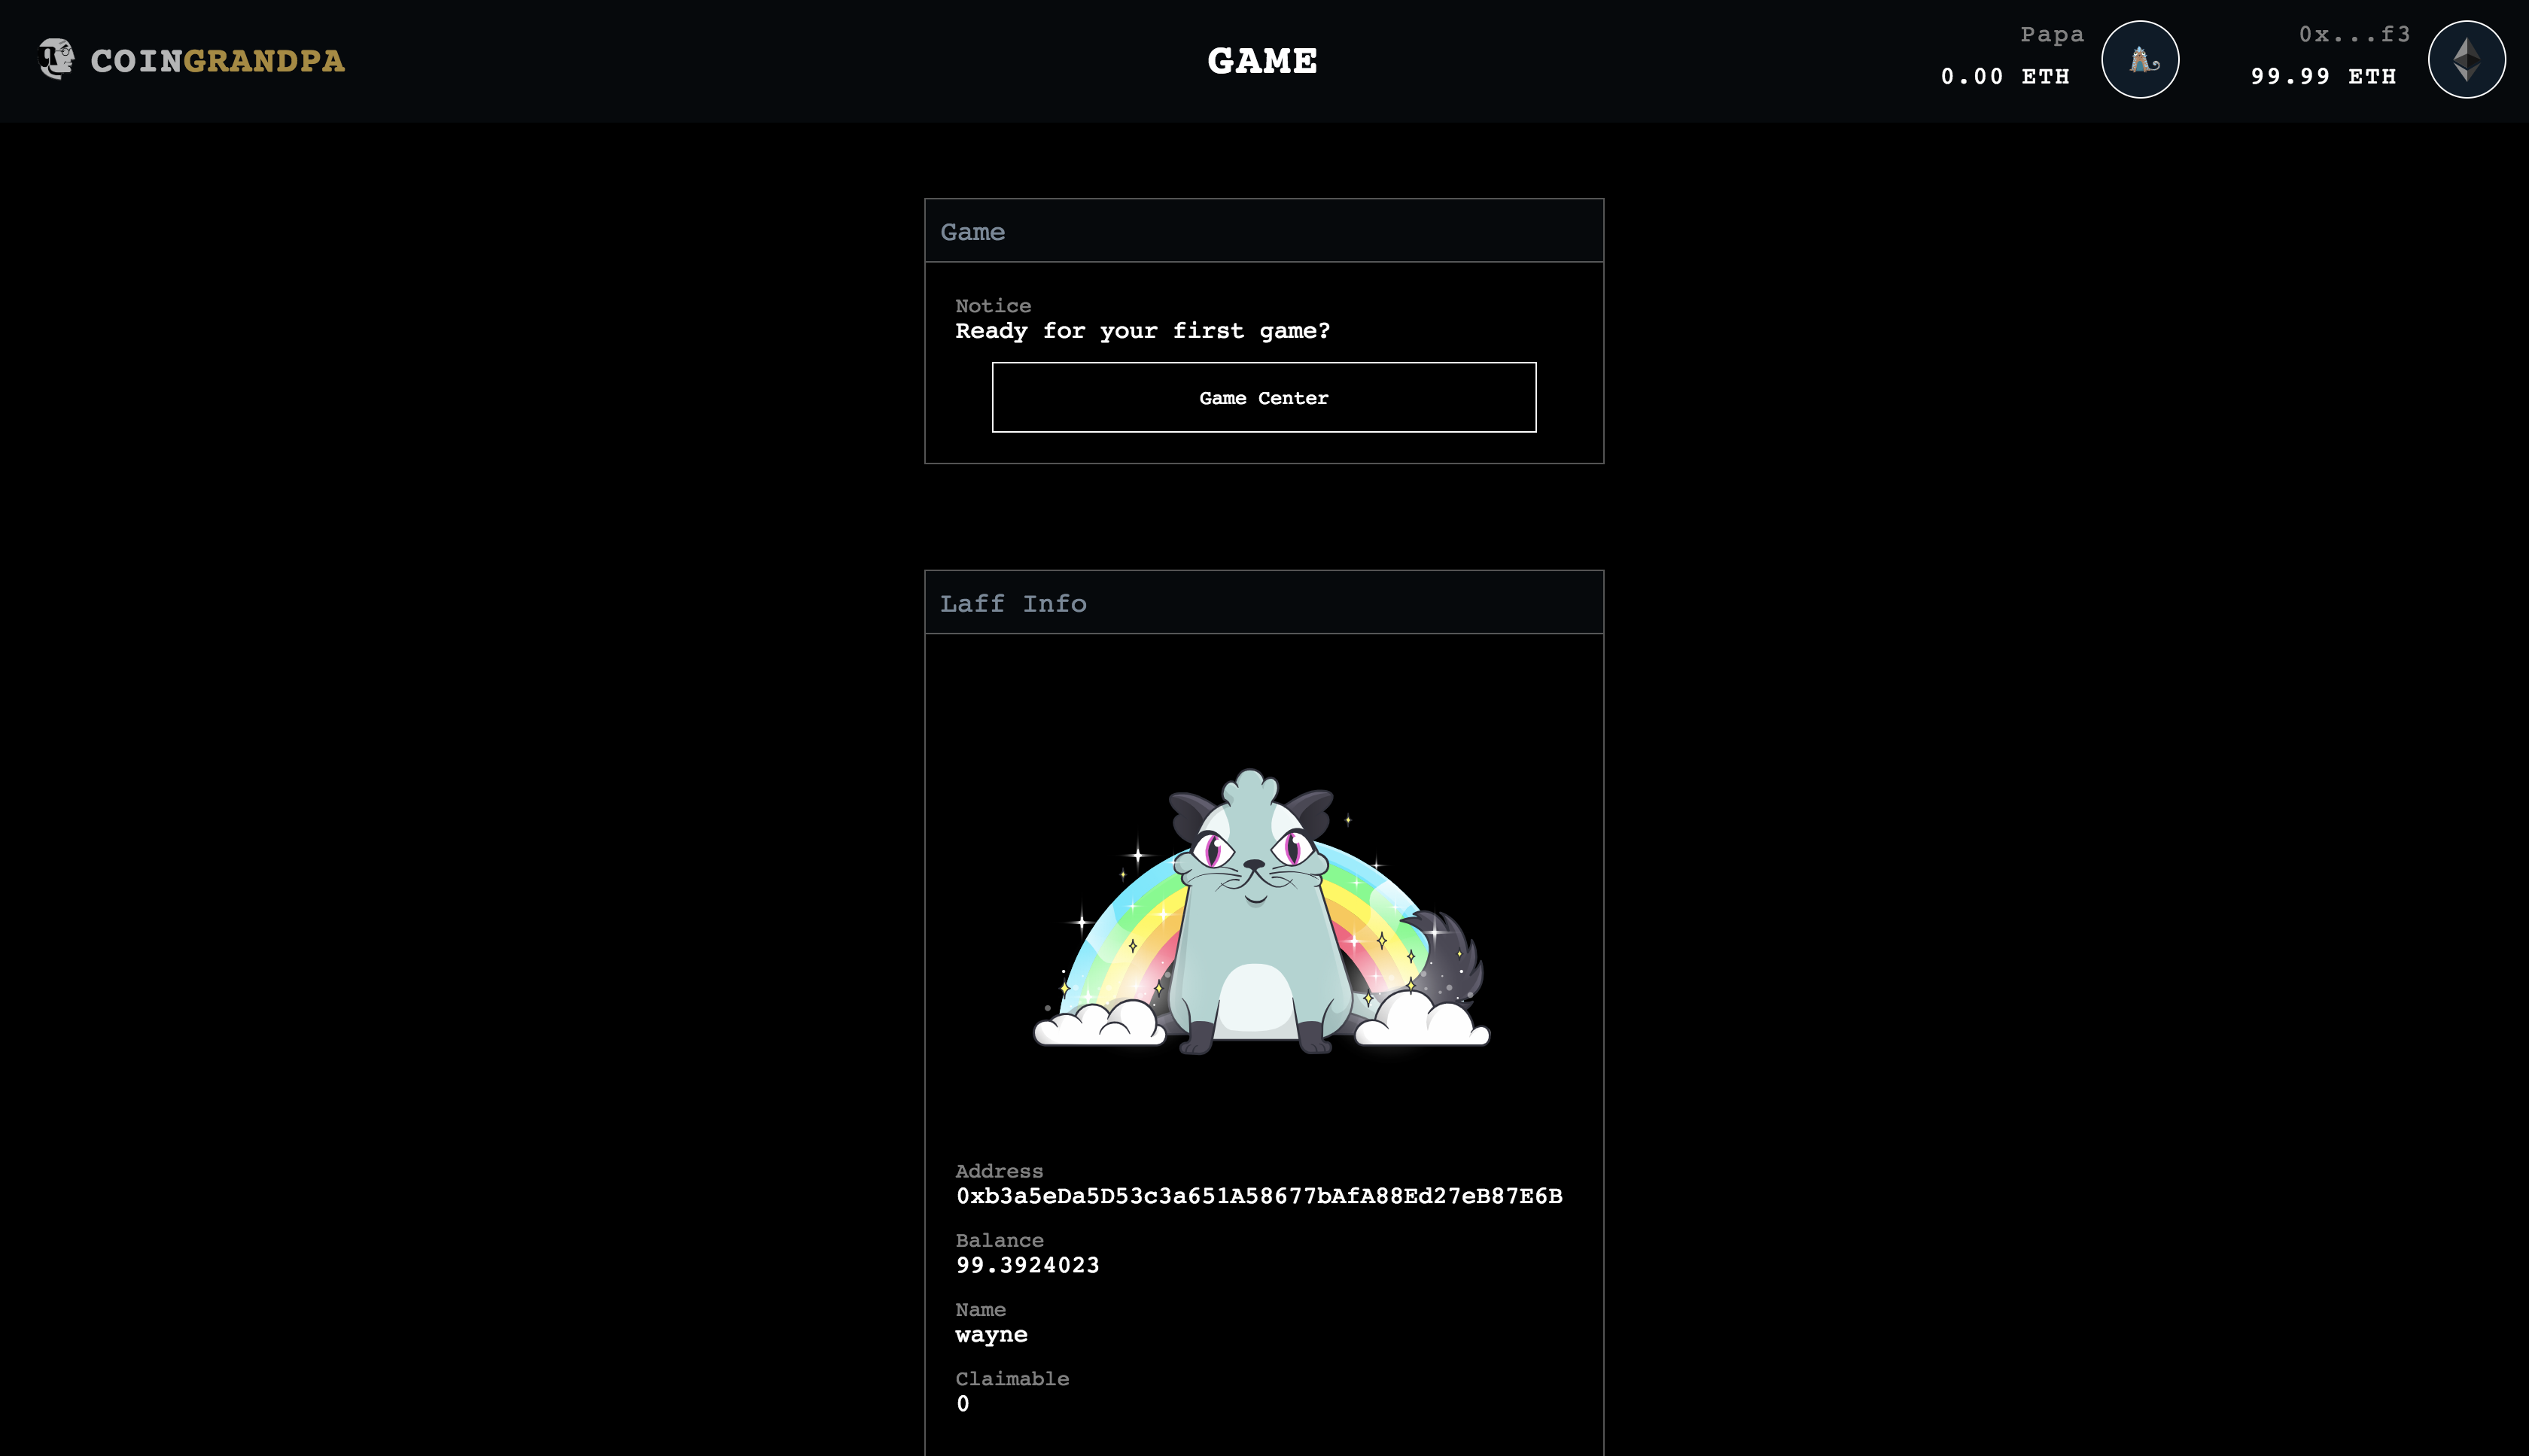 COINGRANDPA
GAME
Papa
0.00 ETH
0x...f3
99.99 ETH
Game
Notice
Ready for your first game?
Game Center
Laff Info
Address
0xb3a5eDa5D53c3a651A58677bAfA88Ed27eB87E6B
Balance
99.3924023
Name
wayne
Claimable
0